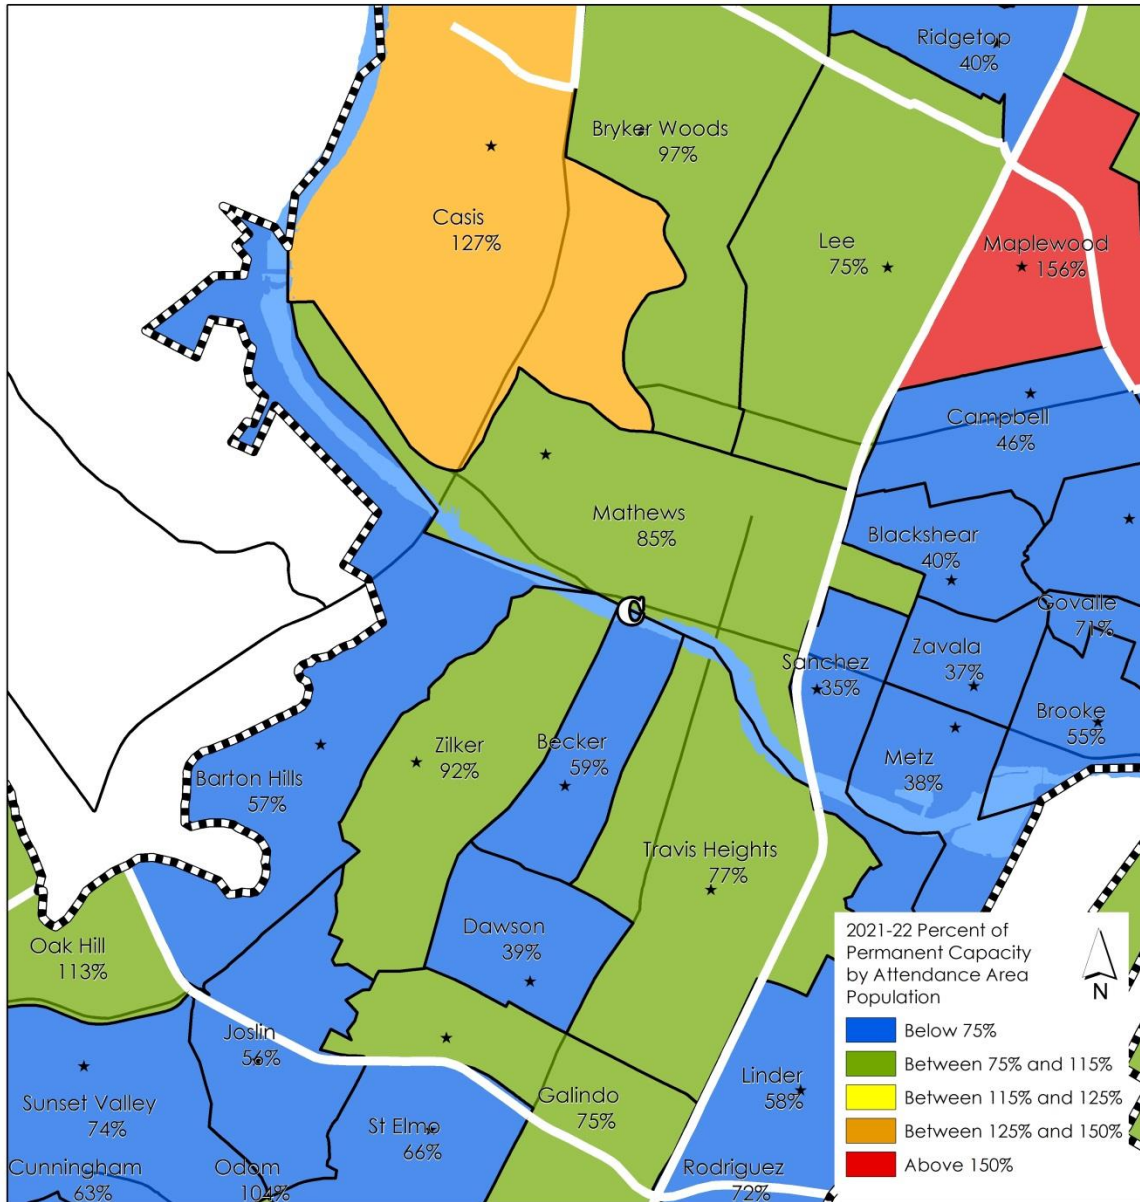 Ridgetop
40%
Bryker Woods
97%
Casis
127%
Lee
75%
Maplewood
156%
Campbell
46%
Mathews
85%
Blackshear
40%
Govalle
71%
C
Sanchez
35%
Zavala
37%
Brooke
55%
Zilker
92%
Becker
59%
Metz
38%
Barton Hills
57%
Travis Heights
77%
Dawson
39%
Oak Hill
113%
2021-22 Percent of
Permanent Capacity
by Attendance Area
Population
N
Below 75%
Between 75% and 115%
Between 115% and 125%
Between 125% and 150%
Above 150%
Joslin
56%
Sunset Valley
74%
St Elmo
66%
Galindo
75%
Linder
58%
Cunningham
63%
Odom
104%
Rodriguez
72%